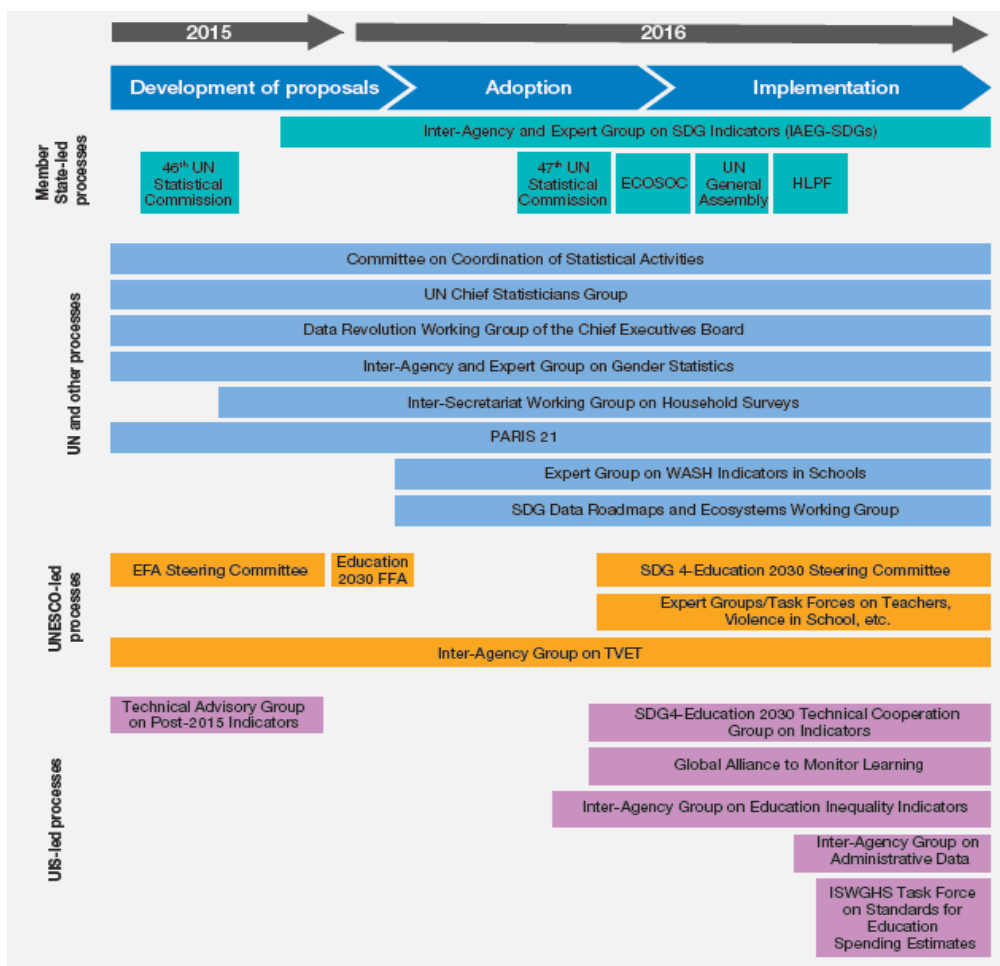 2015
2016
Development of proposals
Adoption
Implementation
Member
State-led
processes
Inter-Agency and Expert Group on SDG Indicators (IAEG-SDGs)
46th UN
Statistical
Commission
47th UN
Statistical
Commission
ECOSOC
UN
General
Assembly
HLPF
UN and other processes
Committee on Coordination of Statistical Activities
UN Chief Statisticians Group
Data Revolution Working Group of the Chief Executives Board
Inter-Agency and Expert Group on Gender Statistics
Inter-Secretariat Working Group on Household Surveys
PARIS 21
Expert Group on WASH Indicators in Schools
SDG Data Roadmaps and Ecosystems Working Group
UNESCO-led
processes
EFA Steering Committee
Education
2030 FFA
SDG 4-Education 2030 Steering Committee
Expert Groups/Task Forces on Teachers,
Violence in School, etc.
Inter-Agency Group on TVET
UIS-led processes
Technical Advisory Group
on Post-2015 Indicators
SDG4-Education 2030 Technical Cooperation
Group on Indicators
Global Alliance to Monitor Learning
Inter-Agency Group on Education Inequality Indicators
Inter-Agency Group on
Administrative Data
ISWGHS Task Force
on Standards for
Education
Spending Estimates